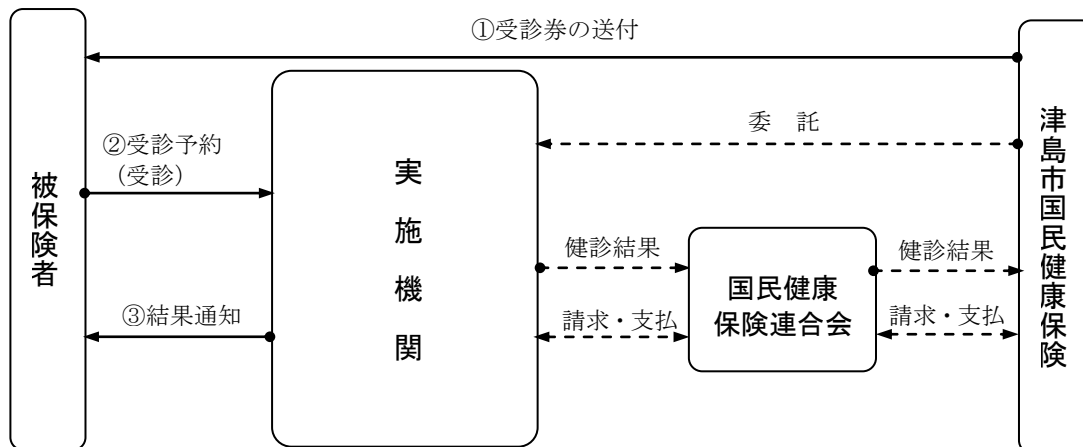 ①受診券の送付
委　託
②受診予約
（受診）
被保険者
実施機関
津島市国民健康保険
健診結果
健診結果
国民健康
保険連合会
③結果通知
請求・支払
請求・支払